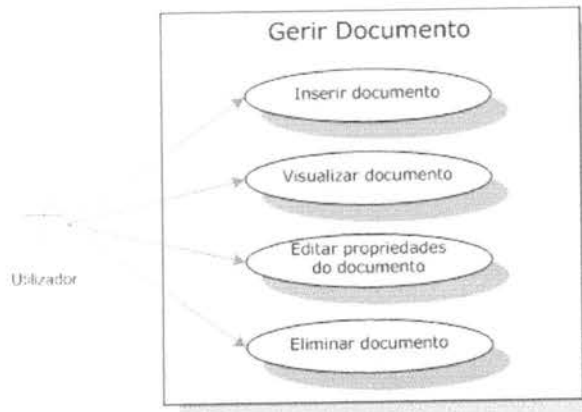 Gerir Documento
Inserir documento
Visualizar documento
Editar propriedades
do documento
Utilizador
Eliminar documento